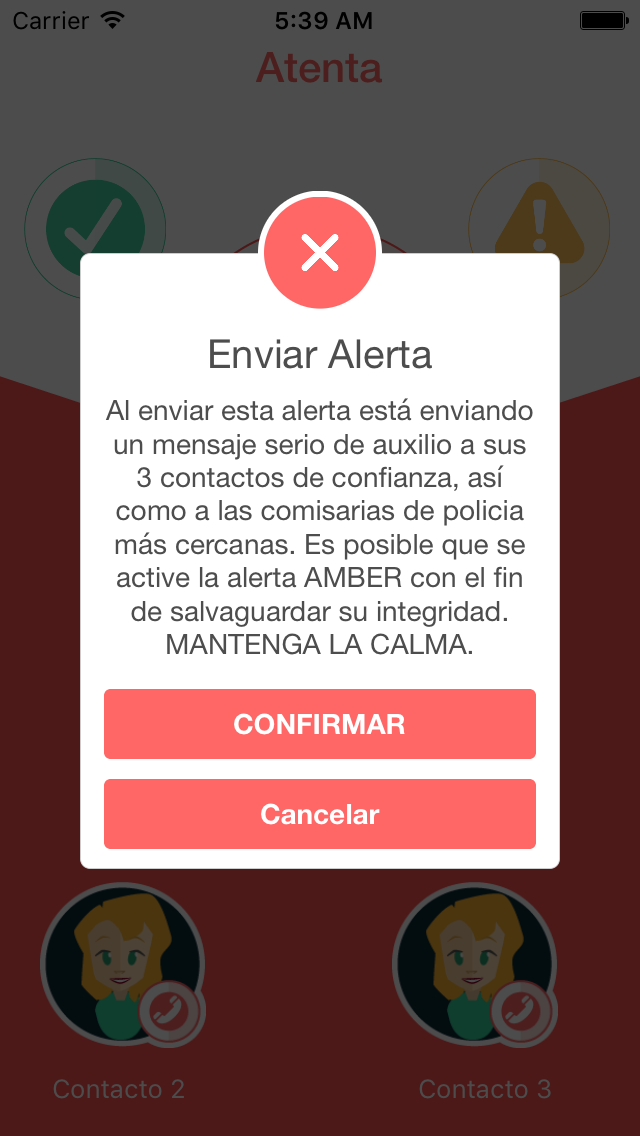 Carrier 5:39 AM
Atenta
Enviar Alerta
Al enviar esta alerta está enviando
un mensaje serio de auxilio a sus
3 contactos de confianza, así
como a las comisarias de policia
más cercanas. Es posible que se
active la alerta AMBER con el fin
de salvaguardar su integridad.
MANTENGA LA CALMA.
CONFIRMAR
Cancelar
Contacto 2 Contacto 3